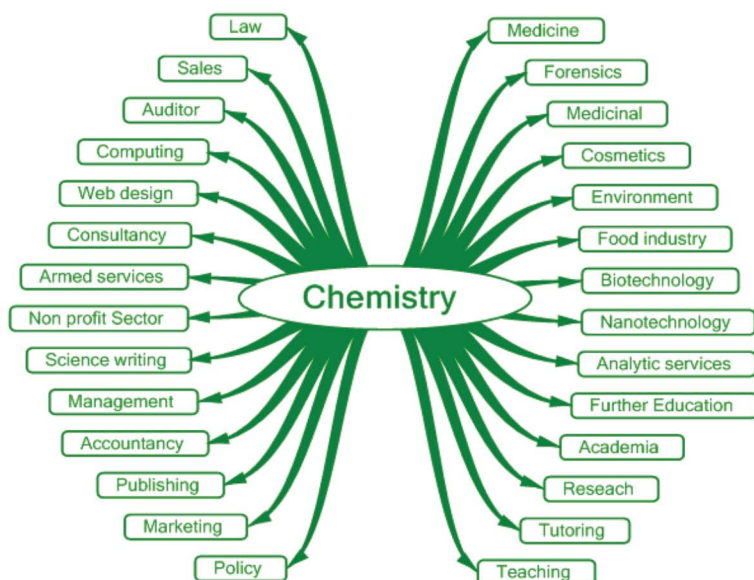 Law
Sales
Auditor
Computing
Web design
Consultancy
Armed services
Non profit Sector
Science writing
Management
Accountancy
Publishing
Marketing
Policy
Chemistry
Medicine
Forensics
Medicinal
Cosmetics
Environment
Food industry
Biotechnology
Nanotechnology
Analytic services
Further Education
Academia
Reseach
Tutoring
Teaching